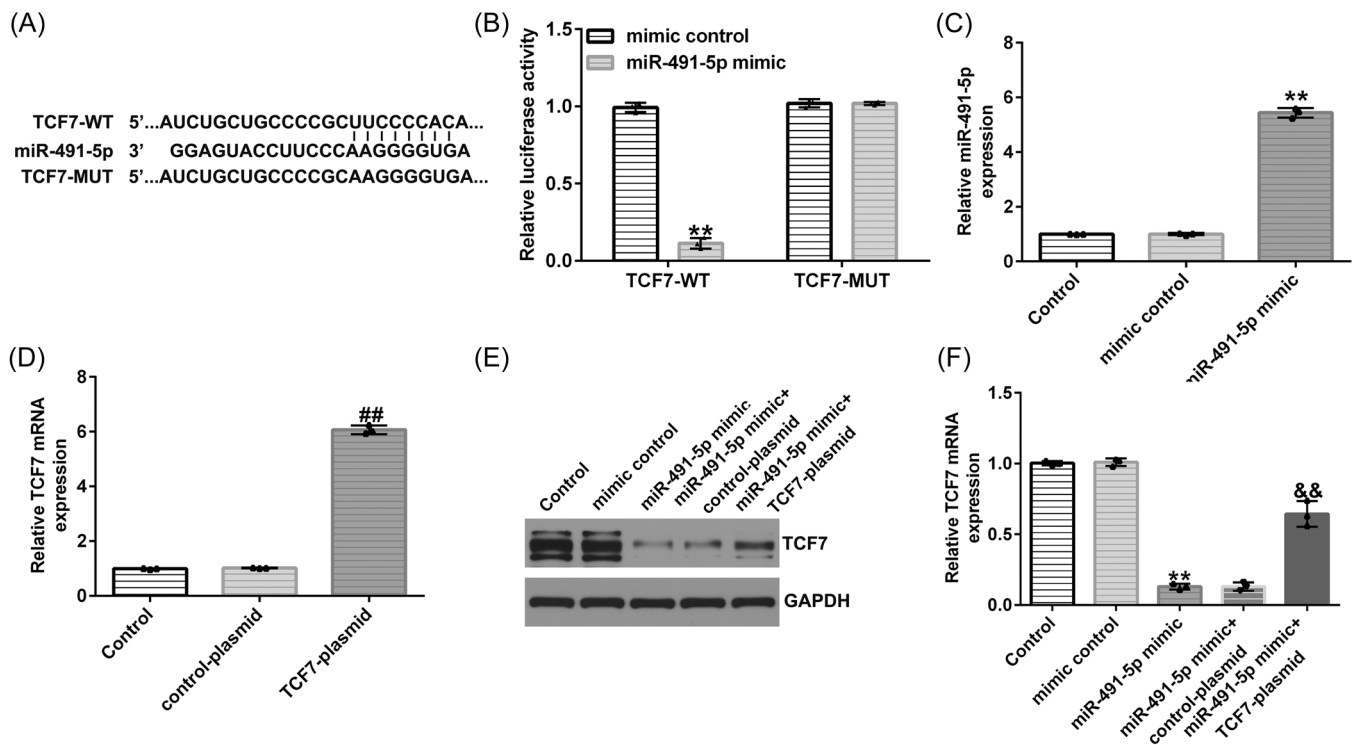 (A)
TCF7-WT 5’...AUCUGCUGCCCCGCUUCCCCACA...
miR-491-5p 3’ GGAGUACCUUCCCAAGGGGUGA
TCF7-MUT 5’...AUCUGCUGCCCCGCAAGGGGUGA...
(B)
Relative luciferase activity
1.5
1.0
0.5
0.0
mimic control
miR-491-5p mimic
**
TCF7-WT
TCF7-MUT
(C)
Relative miR-491-5p
expression
8
6
4
2
0
**
Control
mimic control
miR-491-5p mimic
(D)
Relative TCF7 mRNA
expression
8
6
4
2
0
##
Control
control-plasmid
TCF7-plasmid
(E)
Control
mimic control
miR-491-5p mimic
miR-491-5p mimic+
control-plasmid
miR-491-5p mimic+
TCF7-plasmid
TCF7
GAPDH
(F)
Relative TCF7 mRNA
expression
1.5
1.0
0.5
0.0
**
&&
Control
mimic control
miR-491-5p mimic
miR-491-5p mimic+
control-plasmid
miR-491-5p mimic+
TCF7-plasmid